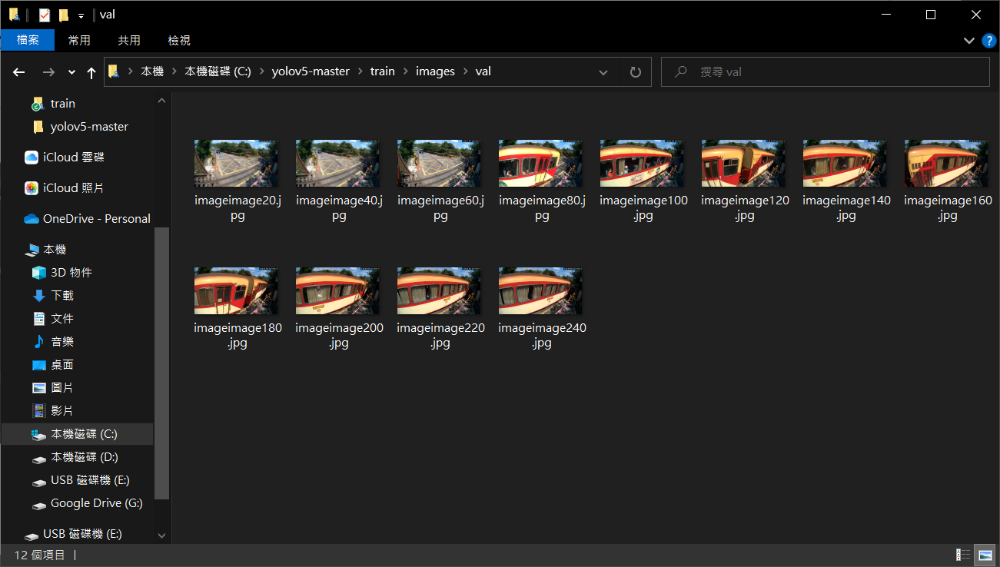 val
檔案 常用 共用 檢視
本機 本機磁碟 (C:) yolov5-master train images val
搜尋 val
train
yolov5-master
iCloud 雲碟
iCloud 照片
OneDrive - Personal
本機
3D 物件
下載
文件
音樂
桌面
圖片
影片
本機磁碟 (C:)
本機磁碟 (D:)
USB 磁碟機 (E:)
Google Drive (G:)
USB 磁碟機 (E:)
imageimage20.jpg
imageimage40.jpg
imageimage60.jpg
imageimage80.jpg
imageimage100.jpg
imageimage120.jpg
imageimage140.jpg
imageimage160.jpg
imageimage180.jpg
imageimage200.jpg
imageimage220.jpg
imageimage240.jpg
12 個項目